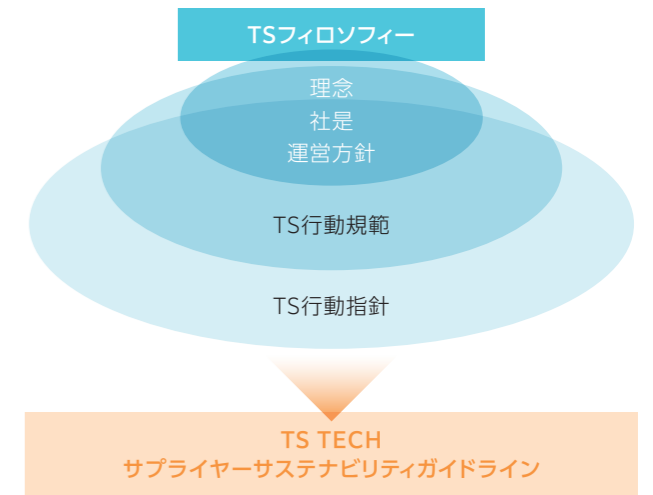 TSフィロソフィー
理念
社是
運営方針
TS行動規範
TS行動指針
TS TECH
サプライヤーサステナビリティガイドライン